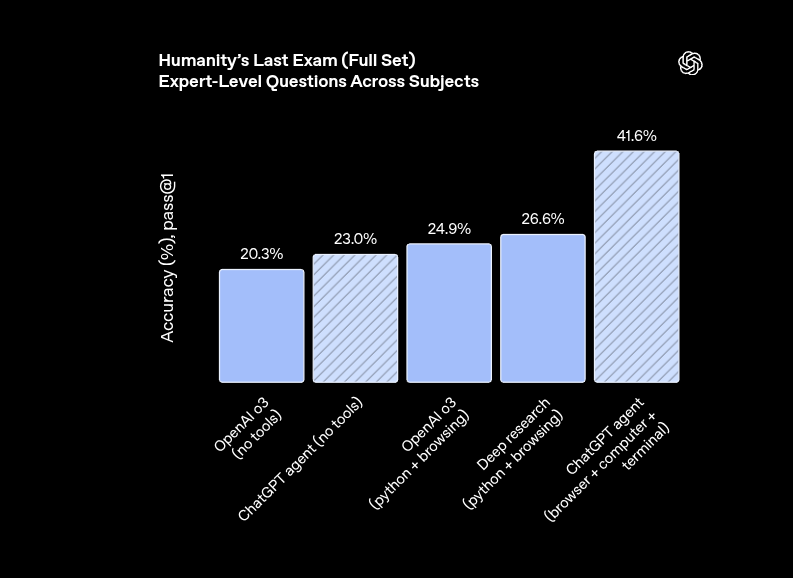 Humanity’s Last Exam (Full Set)
Expert-Level Questions Across Subjects
Accuracy (%), pass@1
20.3%
23.0%
24.9%
26.6%
41.6%
OpenAI o3
(no tools)
ChatGPT agent (no tools)
OpenAI o3
(python + browsing)
Deep research
(python + browsing)
ChatGPT agent
(browser + computer +
terminal)